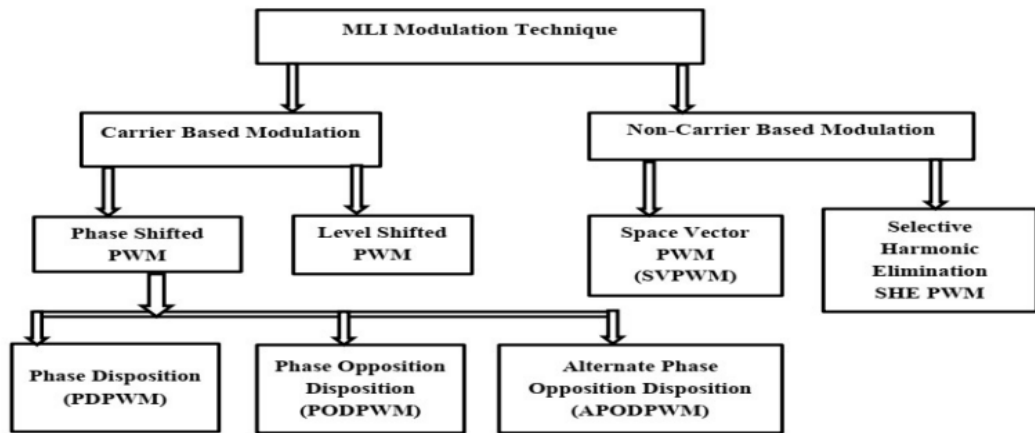 MLI Modulation Technique
Carrier Based Modulation
Non-Carrier Based Modulation
Phase Shifted
PWM
Level Shifted
PWM
Space Vector
PWM
(SVPWM)
Selective
Harmonic
Elimination
SHE PWM
Phase Disposition
(PDPWM)
Phase Opposition
Disposition
(PODPWM)
Alternate Phase
Opposition Disposition
(APODPWM)